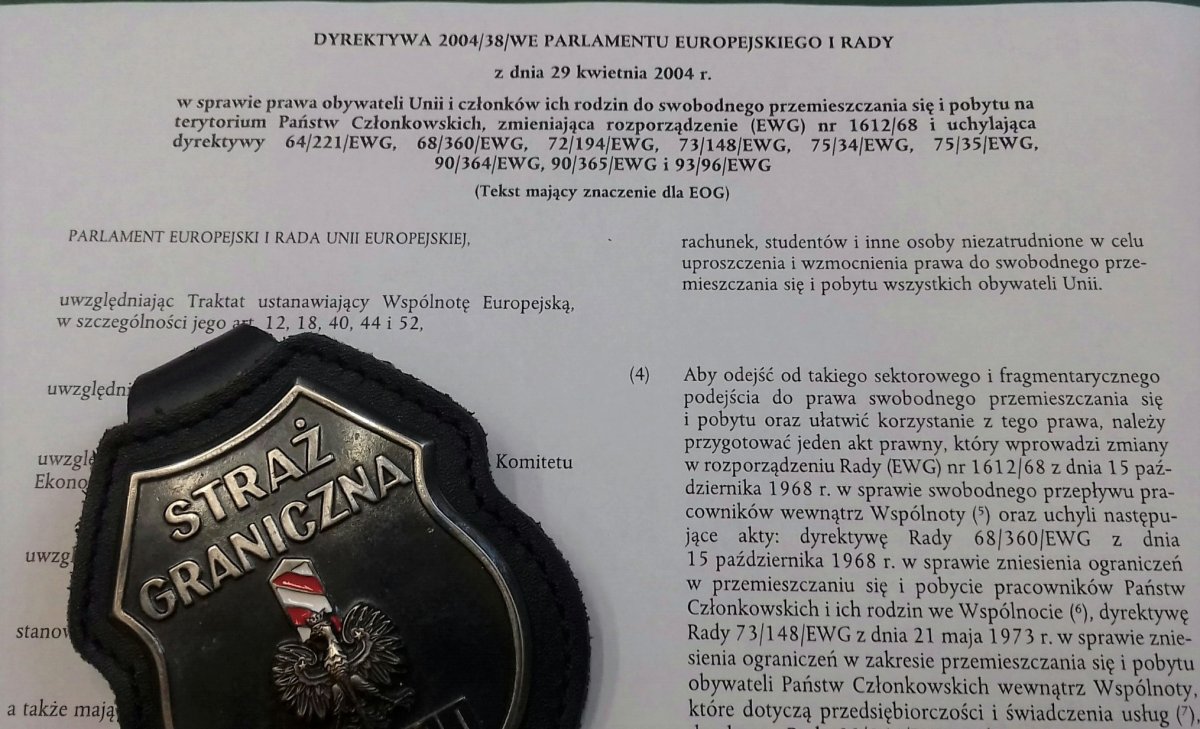 DYREKTYWA 2004/38/WE PARLAMENTU EUROPEJSKIEGO I RADY
z dnia 29 kwietnia 2004 r.
w sprawie prawa obywateli Unii i członków ich rodzin do swobodnego przemieszczania się i pobytu na
terytorium Państw Członkowskich, zmieniająca rozporządzenie (EWG) nr 1612/68 i uchylająca
dyrektywy 64/221/EWG, 68/360/EWG, 72/194/EWG, 73/148/EWG, 75/34/EWG, 75/35/EWG,
90/364/EWG, 90/365/EWG i 93/96/EWG
(Tekst mający znaczenie dla EOG)
PARLAMENT EUROPEJSKI I RADA UNII EUROPEJSKIEJ,
uwzględniając Traktat ustanawiający Wspólnotę Europejską,
w szczególności jego art. 12, 18, 40, 44 i 52,
uwzględni
uwzglę
Komitetu
Ekono
uwzgl
stanow
a także mają
STRAŻ
GRANICZNA
rachunek, studentów i inne osoby niezatrudnione w celu
uproszczenia i wzmocnienia prawa do swobodnego prze-
mieszczania się i pobytu wszystkich obywateli Unii.
(4) Aby odejść od takiego sektorowego i fragmentarycznego
podejścia do prawa swobodnego przemieszczania się
i pobytu oraz ułatwić korzystanie z tego prawa, należy
przygotować jeden akt prawny, który wprowadzi zmiany
w rozporządzeniu Rady (EWG) nr 1612/68 z dnia 15 paź-
dziernika 1968 r. w sprawie swobodnego przepływu pra-
cowników wewnątrz Wspólnoty (⁵) oraz uchyli następu-
jące akty: dyrektywę Rady 68/360/EWG z dnia
15 października 1968 r. w sprawie zniesienia ograniczeń
w przemieszczaniu się i pobycie pracowników Państw
Członkowskich i ich rodzin we Wspólnocie (⁶), dyrektywę
Rady 73/148/EWG z dnia 21 maja 1973 r. w sprawie znie-
sienia ograniczeń w zakresie przemieszczania się i pobytu
obywateli Państw Członkowskich wewnątrz Wspólnoty,
które dotyczą przedsiębiorczości i świadczenia usług (⁷),